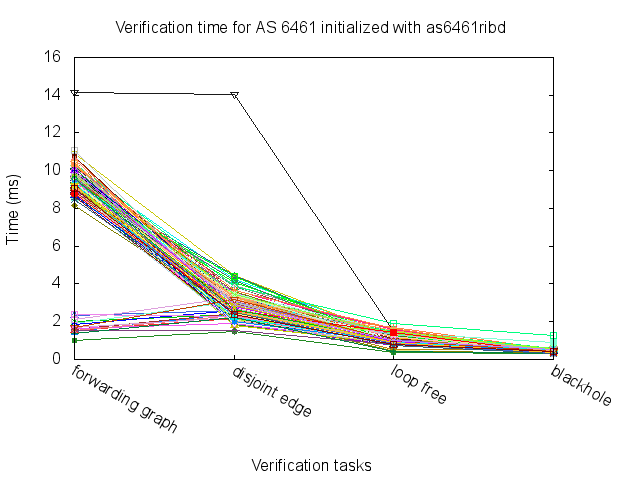 Verification time for AS 6461 initialized with as6461ribd
16
14
12
10
8
6
4
2
0
Time (ms)
forwarding graph
disjoint edge
loop free
blackhole
Verification tasks